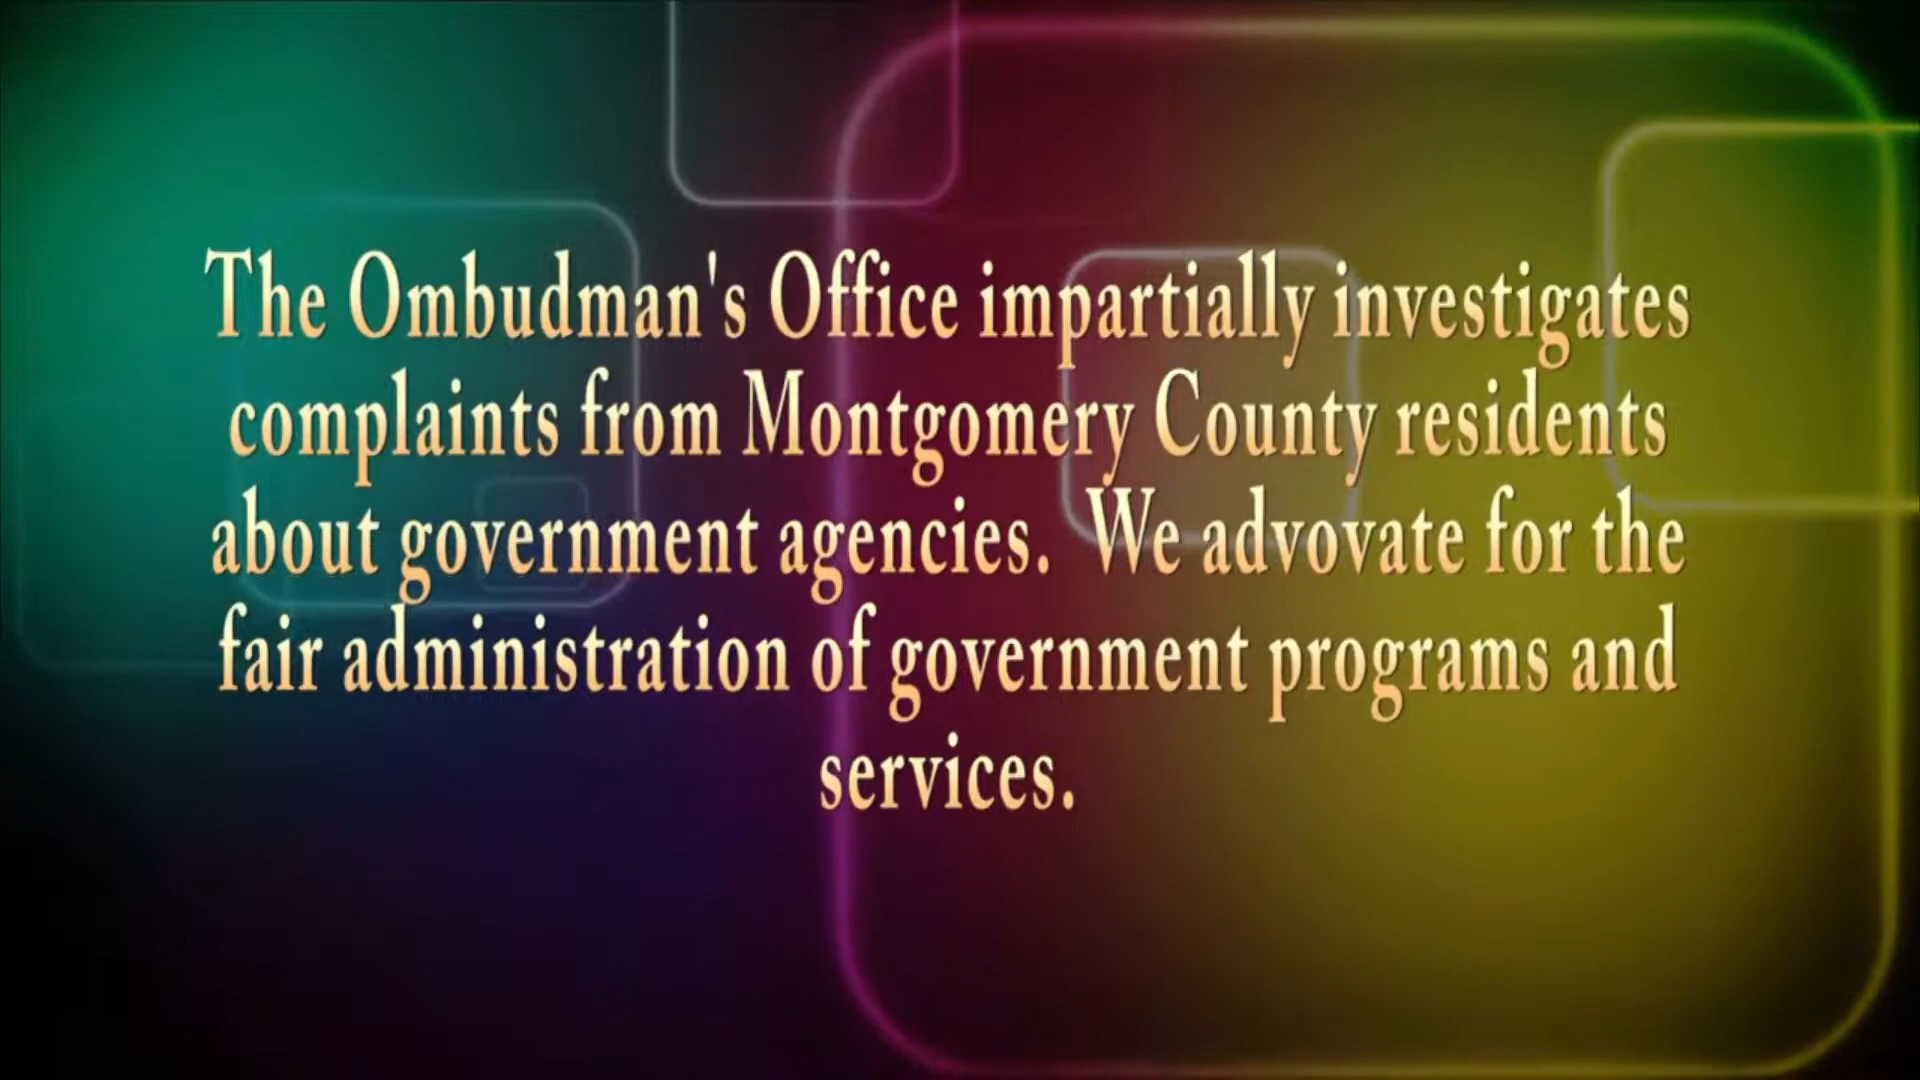 The Ombudman's Office impartially investigates
complaints from Montgomery County residents
about government agencies.  We advovate for the
fair administration of government programs and
services.